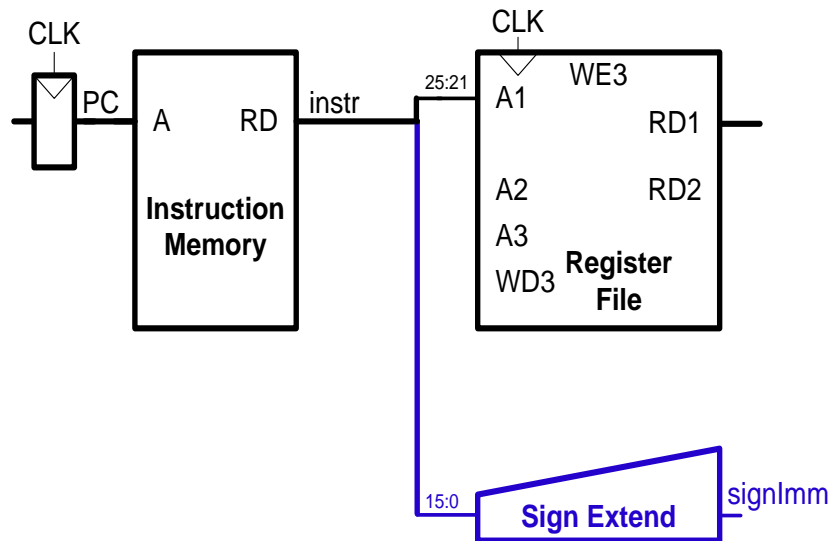 CLK
CLK
PC
A
RD
instr
25:21
A1
WE3
RD1
Instruction
Memory
A2
RD2
A3
WD3
Register
File
15:0
Sign Extend
signImm